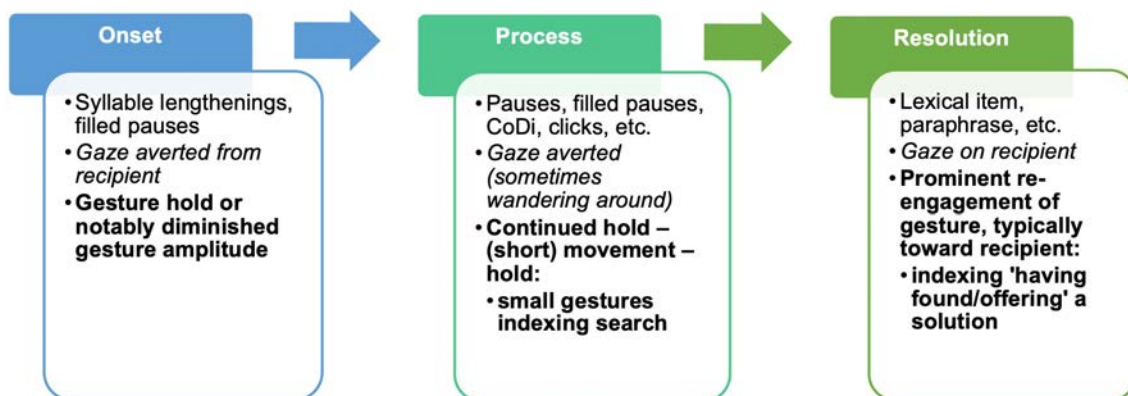 Onset
• Syllable lengthenings,
filled pauses
• Gaze averted from
recipient
• Gesture hold or
notably diminished
gesture amplitude
Process
• Pauses, filled pauses,
CoDi, clicks, etc.
• Gaze averted
(sometimes
wandering around)
• Continued hold –
(short) movement –
hold:
• small gestures
indexing search
Resolution
• Lexical item,
paraphrase, etc.
• Gaze on recipient
• Prominent re-
engagement of
gesture, typically
toward recipient:
• indexing 'having
found/offering' a
solution